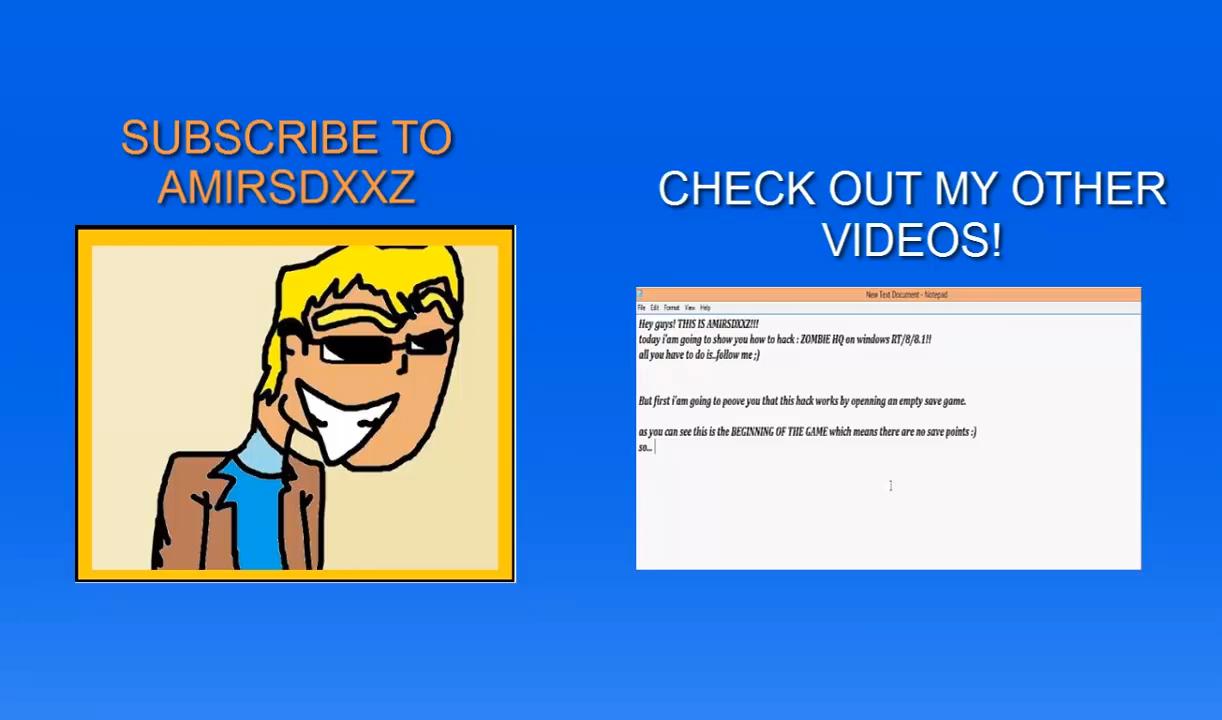 SUBSCRIBE TO
AMIRSDXXZ
CHECK OUT MY OTHER
VIDEOS!
New Text Document - Notepad
File Edit Format View Help
Hey guys! THIS IS AMIRSDXXZ!!!
today i'am going to show you how to hack : ZOMBIE HQ on windows RT/8/8.1!!
all you have to do is..follow me ;)
But first i'am going to poove you that this hack works by openning an empty save game.
as you can see this is the BEGINNING OF THE GAME which means there are no save points :)
so...